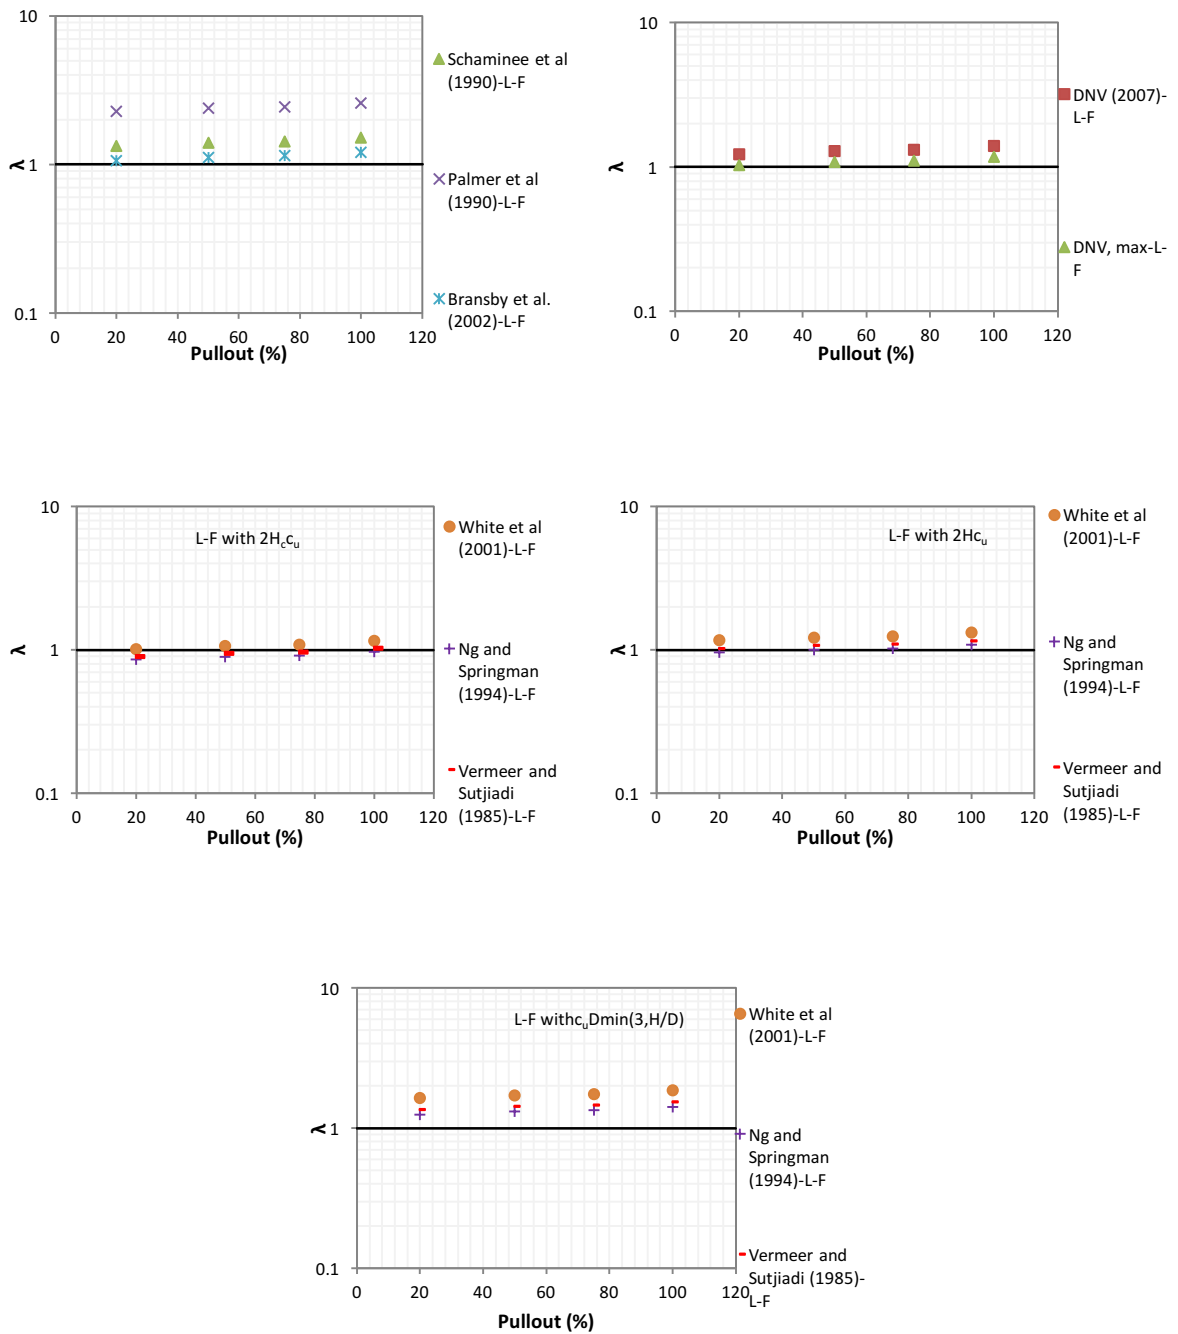 10
1
0.1
λ
0 20 40 60 80 100 120
Pullout (%)
Schaminee et al
(1990)-L-F
Palmer et al
(1990)-L-F
Bransby et al.
(2002)-L-F
10
1
0.1
λ
0 20 40 60 80 100 120
Pullout (%)
DNV (2007)-
L-F
DNV, max-L-
F
10
1
0.1
λ
L-F with 2Hccu
0 20 40 60 80 100 120
Pullout (%)
White et al
(2001)-L-F
Ng and
Springman
(1994)-L-F
Vermeer and
Sutjiadi
(1985)-L-F
10
1
0.1
λ
L-F with 2Hcu
0 20 40 60 80 100 120
Pullout (%)
White et al
(2001)-L-F
Ng and
Springman
(1994)-L-F
Vermeer and
Sutjiadi
(1985)-L-F
10
1
0.1
λ
L-F withcuDmin(3,H/D)
0 20 40 60 80 100 120
Pullout (%)
White et al
(2001)-L-F
Ng and
Springman
(1994)-L-F
Vermeer and
Sutjiadi (1985)-
L-F